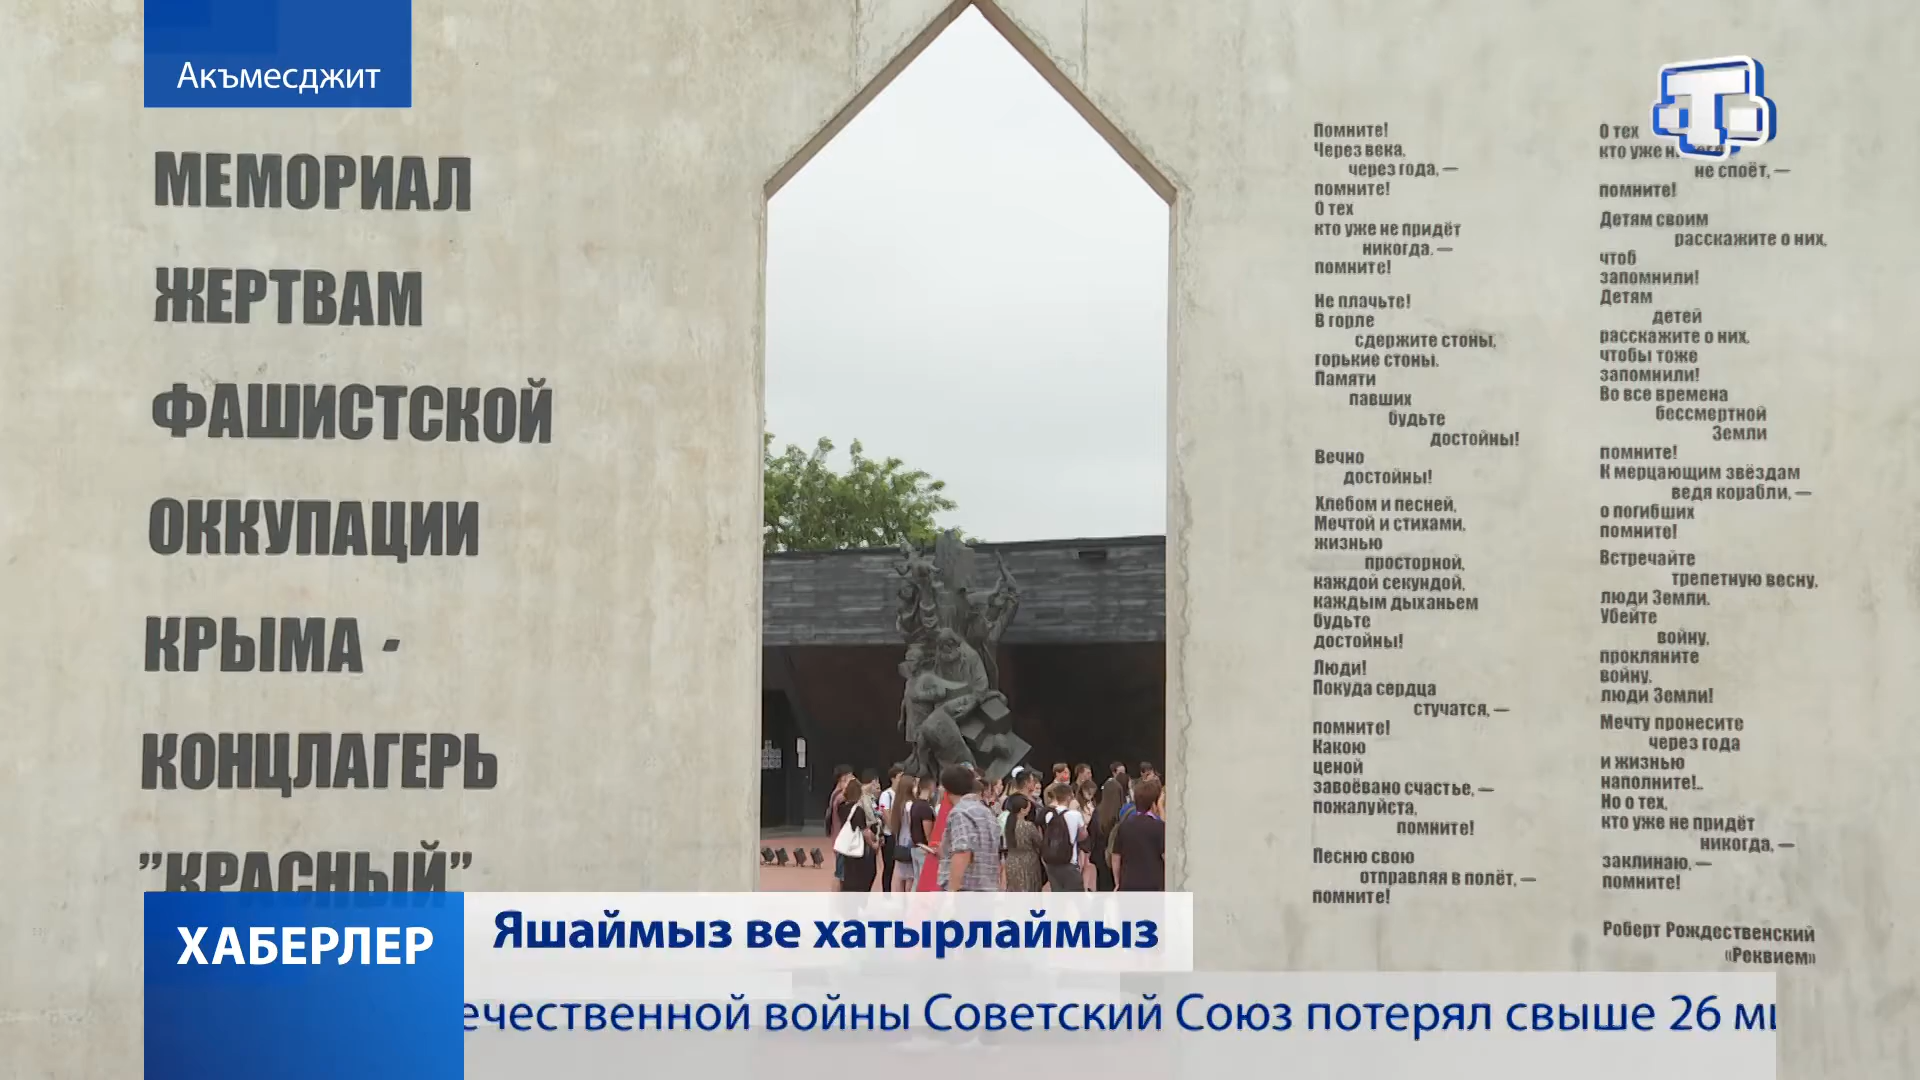 Акъмесджит
МЕМОРИАЛ
ЖЕРТВАМ
ФАШИСТСКОЙ
ОККУПАЦИИ
КРЫМА -
КОНЦЛАГЕРЬ
"КРАСНЫЙ"
Помните!
Через века,
через года, —
помните!
О тех
кто уже не придёт
никогда, —
помните!
Не плачьте!
В горле
сдержите стоны,
горькие стоны.
Памяти
павших
будьте
достойны!
Вечно
достойны!
Хлебом и песней,
Мечтой и стихами,
жизнью
просторной,
каждой секундой,
каждым дыханьем
будьте
достойны!
Люди!
Покуда сердца
стучатся, —
помните!
Какою
ценой
завоёвано счастье, —
пожалуйста,
помните!
Песню свою
отправляя в полёт, —
помните!
О тех
кто уже
не споёт, —
помните!
Детям своим
расскажите о них,
чтоб
запомнили!
Детям
детей
расскажите о них,
чтобы тоже
запомнили!
Во все времена
бессмертной
Земли
помните!
К мерцающим звёздам
ведя корабли, —
о погибших
помните!
Встречайте
трепетную весну,
люди Земли.
Убейте
войну,
прокляните
войну,
люди Земли!
Мечту пронесите
через года
и жизнью
наполните!..
Но о тех,
кто уже не придёт
никогда, —
заклинаю, —
помните!
Роберт Рождественский
«Реквием»
Т
ХАБЕРЛЕР
Яшаймыз ве хатырлаймыз
ечественной войны Советский Союз потерял свыше 26 ми